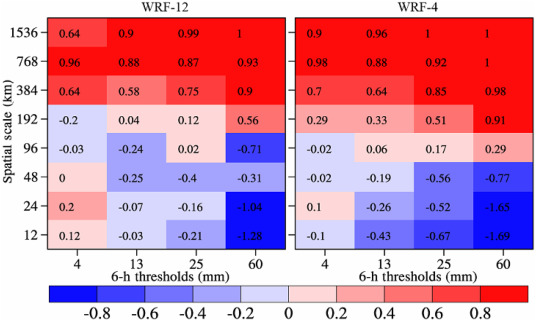 WRF-12 WRF-4
1536 0.64 0.9 0.99 1 0.9 0.96 1 1
768 0.96 0.88 0.87 0.93 0.98 0.88 0.92 1
384 0.64 0.58 0.75 0.9 0.7 0.64 0.85 0.98
192 -0.2 0.04 0.12 0.56 0.29 0.33 0.51 0.91
96 -0.03 -0.24 0.02 -0.71 -0.02 0.06 0.17 0.29
48 0 -0.25 -0.4 -0.31 -0.02 -0.19 -0.56 -0.77
24 0.2 -0.07 -0.16 -1.04 0.1 -0.26 -0.52 -1.65
12 0.12 -0.03 -0.21 -1.28 -0.1 -0.43 -0.67 -1.69
Spatial scale (km)
4 13 25 60 4 13 25 60
6-h thresholds (mm) 6-h thresholds (mm)
-0.8 -0.6 -0.4 -0.2 0 0.2 0.4 0.6 0.8